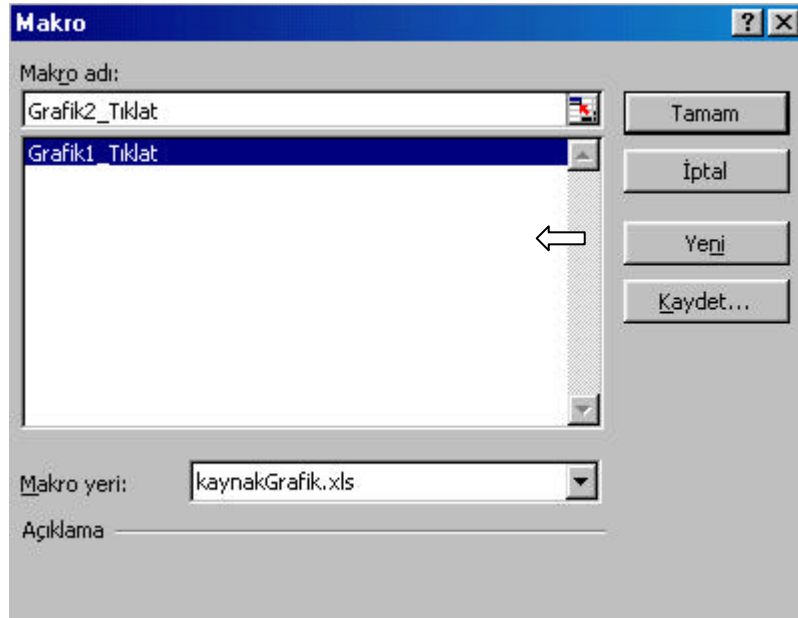 Makro
Makro adı:
Grafik2_Tıklat
Tamam
Grafik1_Tıklat
İptal
Yeni
Kaydet...
Makro yeri:
kaynakGrafik.xls
Açıklama